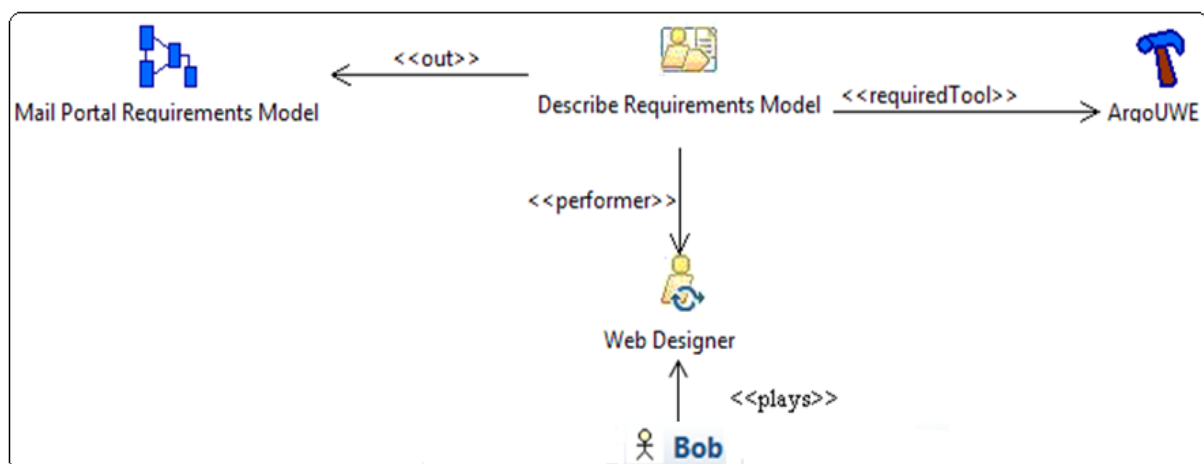 <<out>>
Mail Portal Requirements Model
Describe Requirements Model
<<requiredTool>>
ArgoUWE
<<performer>>
Web Designer
<<plays>>
Bob